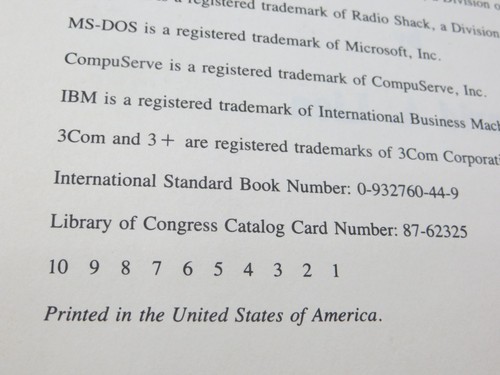 registered trademark of Radio Shack, a Division
MS-DOS is a registered trademark of Microsoft, Inc.
CompuServe is a registered trademark of CompuServe, Inc.
IBM is a registered trademark of International Business Mach
3Com and 3+ are registered trademarks of 3Com Corporati
International Standard Book Number: 0-932760-44-9
Library of Congress Catalog Card Number: 87-62325
10 9 8 7 6 5 4 3 2 1
Printed in the United States of America.